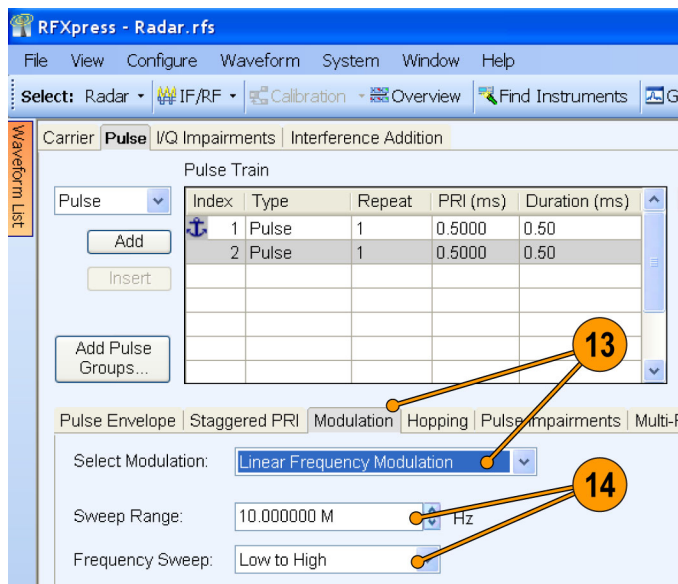 RFXpress - Radar.rfs
File View Configure Waveform System Window Help
Select: Radar IF/RF Calibration Overview Find Instruments G
Waveform List
Carrier Pulse I/Q Impairments Interference Addition
Pulse Train
Pulse
Add
Insert
Add Pulse
Groups...
Index Type Repeat PRI (ms) Duration (ms)
1 Pulse 1 0.5000 0.50
2 Pulse 1 0.5000 0.50
13
Pulse Envelope Staggered PRI Modulation Hopping Pulse Impairments Multi-
Select Modulation: Linear Frequency Modulation
14
Sweep Range: 10.000000 M Hz
Frequency Sweep: Low to High